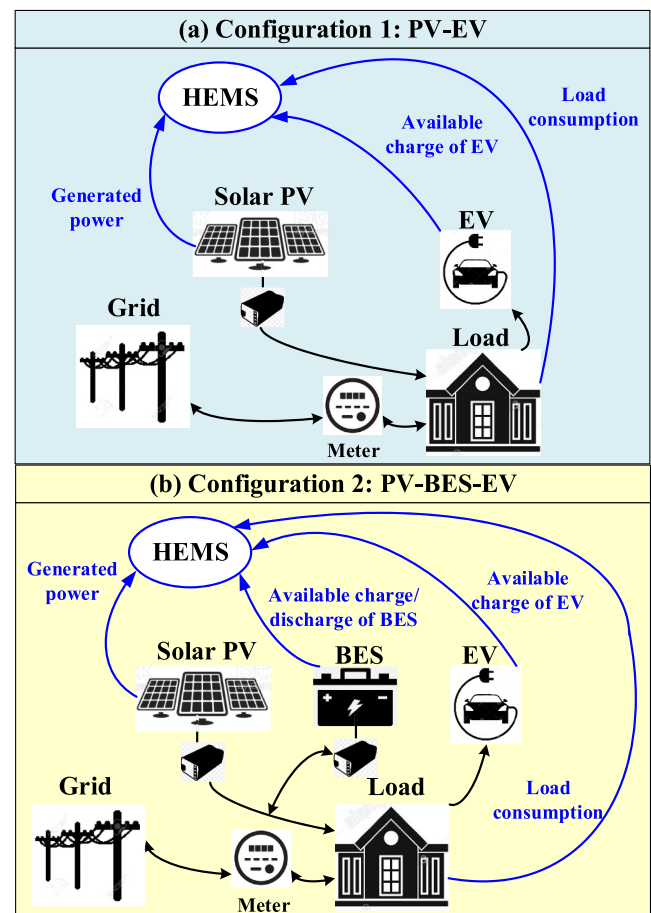 (a) Configuration 1: PV-EV
HEMS
Load
consumption
Available
charge of EV
Generated
power
Solar PV
EV
Grid
Load
Meter
(b) Configuration 2: PV-BES-EV
HEMS
Generated
power
Available charge/
discharge of BES
Available
charge of EV
Solar PV
BES
EV
Grid
Load
Load
consumption
Meter